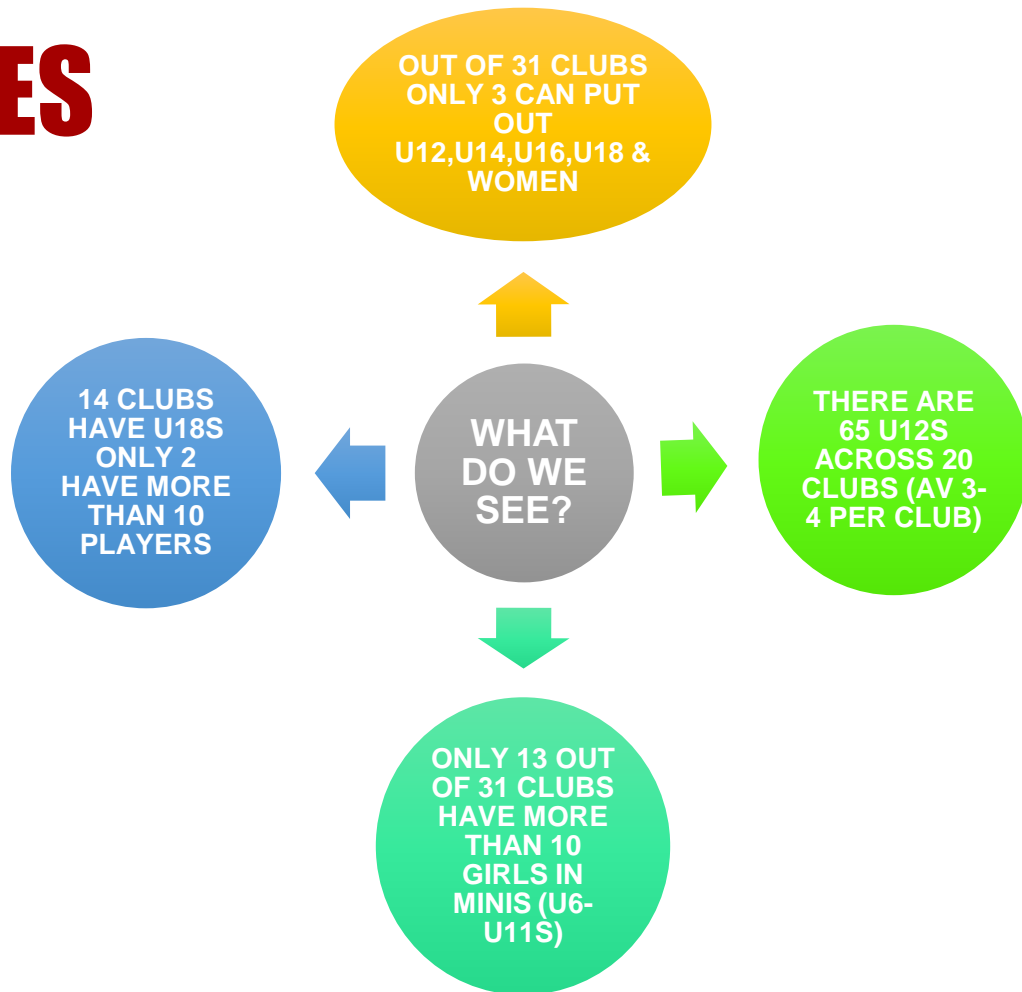 ES
OUT OF 31 CLUBS
ONLY 3 CAN PUT
OUT
U12,U14,U16,U18 &
WOMEN
14 CLUBS
HAVE U18S
ONLY 2
HAVE MORE
THAN 10
PLAYERS
WHAT
DO WE
SEE?
THERE ARE
65 U12S
ACROSS 20
CLUBS (AV 3-
4 PER CLUB)
ONLY 13 OUT
OF 31 CLUBS
HAVE MORE
THAN 10
GIRLS IN
MINIS (U6-
U11S)